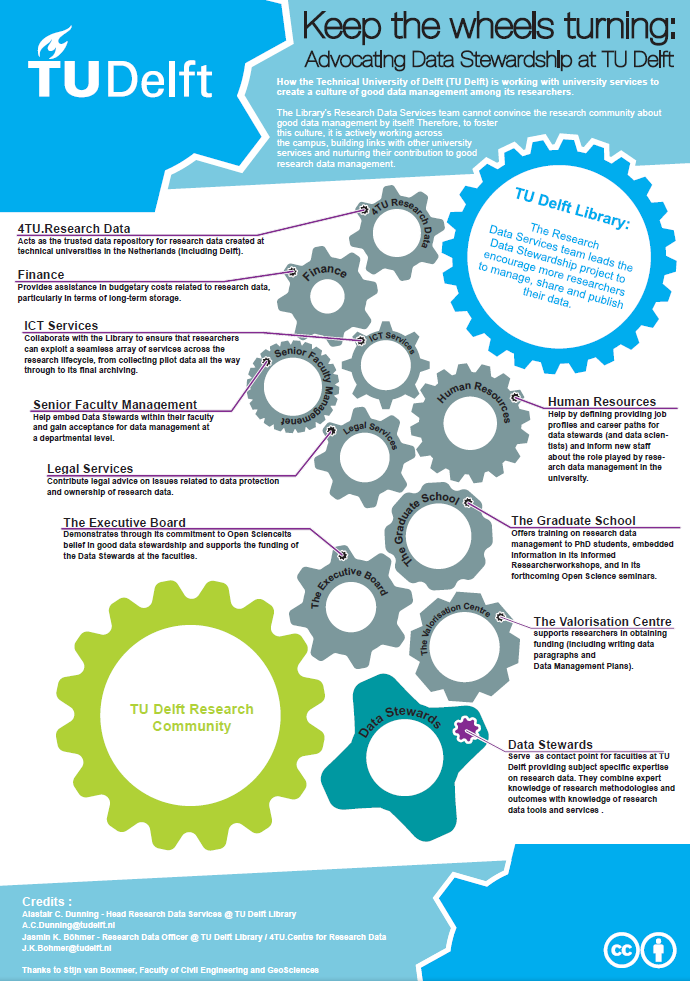 TUDelft
Keep the wheels turning:
Advocating Data Stewardship at TU Delft
How the Technical University of Delft (TU Delft) is working with university services to
create a culture of good data management among its researchers.
The Library's Research Data Services team cannot convince the research community about
good data management by itself! Therefore, to foster
this culture, it is actively working across
the campus, building links with other university
services and nurturing their contribution to good
research data management.
TU Delft Library:
The Research
Data Services team leads the
Data Stewardship project to
encourage more researchers
to manage, share and publish
their data.
4TU Research Data
4TU.Research Data
Acts as the trusted data repository for research data created at
technical universities in the Netherlands (including Delft).
Finance
Finance
Provides assistance in budgetary costs related to research data,
particularly in terms of long-term storage.
ICT Services
ICT Services
Collaborate with the Library to ensure that researchers
can exploit a seamless array of services across the
research lifecycle, from collecting pilot data all the way
through to its final archiving.
Senior Faculty Managemenet
Senior Faculty Management
Help embed Data Stewards within their faculty
and gain acceptance for data management at
a departmental level.
Human Resources
Human Resources
Help by defining providing job
profiles and career paths for
data stewards (and data scien-
tists) and inform new staff
about the role played by rese-
arch data management in the
university.
Legal Services
Legal Services
Contribute legal advice on issues related to data protection
and ownership of research data.
The Graduate School
The Graduate School
Offers training on research data
management to PhD students, embedded
information in its informed
Researcherworkshops, and in its
forthcoming Open Science seminars.
The Executive Board
Demonstrates through its commitment to Open Scienceits
belief in good data stewardship and supports the funding of
the Data Stewards at the faculties.
The Executive Board
The Valorisation Centre
The Valorisation Centre
supports researchers in obtaining
funding (including writing data
paragraphs and
Data Management Plans).
TU Delft Research
Community
Data Stewards
Data Stewards
Serve as contact point for faculties at TU
Delft providing subject specific expertise
on research data. They combine expert
knowledge of research methodologies and
outcomes with knowledge of research
data tools and services .
Credits :
Alastair C. Dunning - Head Research Data Services @ TU Delft Library
A.C.Dunning@tudelft.nl
Jasmin K. Böhmer - Research Data Officer @ TU Delft Library / 4TU.Centre for Research Data
J.K.Bohmer@tudelft.nl
Thanks to Stijn van Boxmeer, Faculty of Civil Engineering and GeoSciences
cc